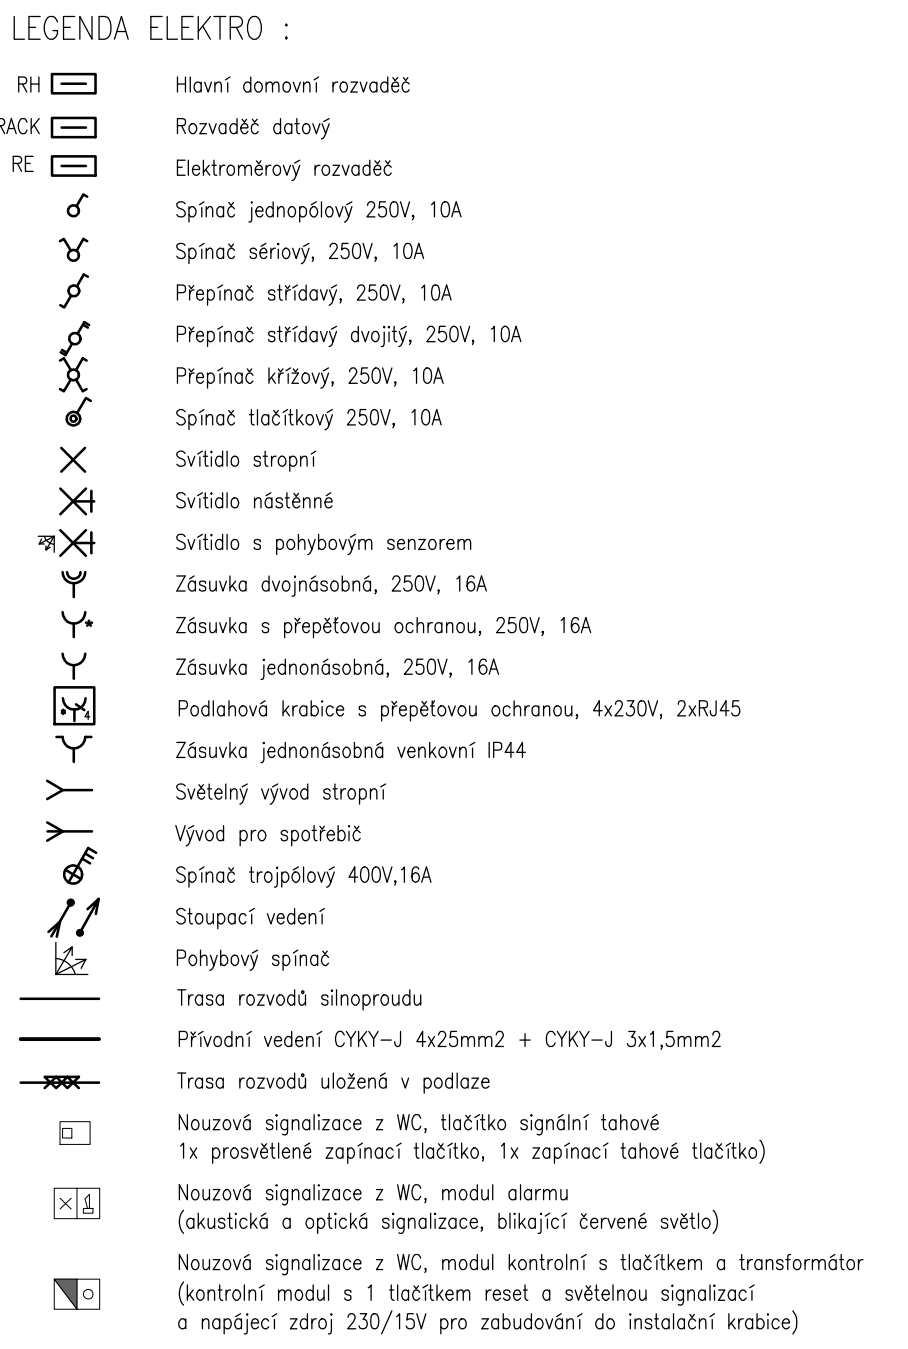 LEGENDA ELEKTRO :
RH Hlavní domovní rozvaděč
RACK Rozvaděč datový
RE Elektroměrový rozvaděč
Spínač jednopólový 250V, 10A
Spínač sériový, 250V, 10A
Přepínač střídavý, 250V, 10A
Přepínač střídavý dvojitý, 250V, 10A
Přepínač křížový, 250V, 10A
Spínač tlačítkový 250V, 10A
Svítidlo stropní
Svítidlo nástěnné
Svítidlo s pohybovým senzorem
Zásuvka dvojnásobná, 250V, 16A
* Zásuvka s přepěťovou ochranou, 250V, 16A
Zásuvka jednonásobná, 250V, 16A
4 Podlahová krabice s přepěťovou ochranou, 4x230V, 2xRJ45
Zásuvka jednonásobná venkovní IP44
Světelný vývod stropní
Vývod pro spotřebič
Spínač trojpólový 400V,16A
Stoupací vedení
Pohybový spínač
Trasa rozvodů silnoproudu
Přívodní vedení CYKY-J 4x25mm2 + CYKY-J 3x1,5mm2
Trasa rozvodů uložená v podlaze
Nouzová signalizace z WC, tlačítko signální tahové
1x prosvětlené zapínací tlačítko, 1x zapínací tahové tlačítko)
Nouzová signalizace z WC, modul alarmu
(akustická a optická signalizace, blikající červené světlo)
Nouzová signalizace z WC, modul kontrolní s tlačítkem a transformátor
(kontrolní modul s 1 tlačítkem reset a světelnou signalizací
a napájecí zdroj 230/15V pro zabudování do instalační krabice)